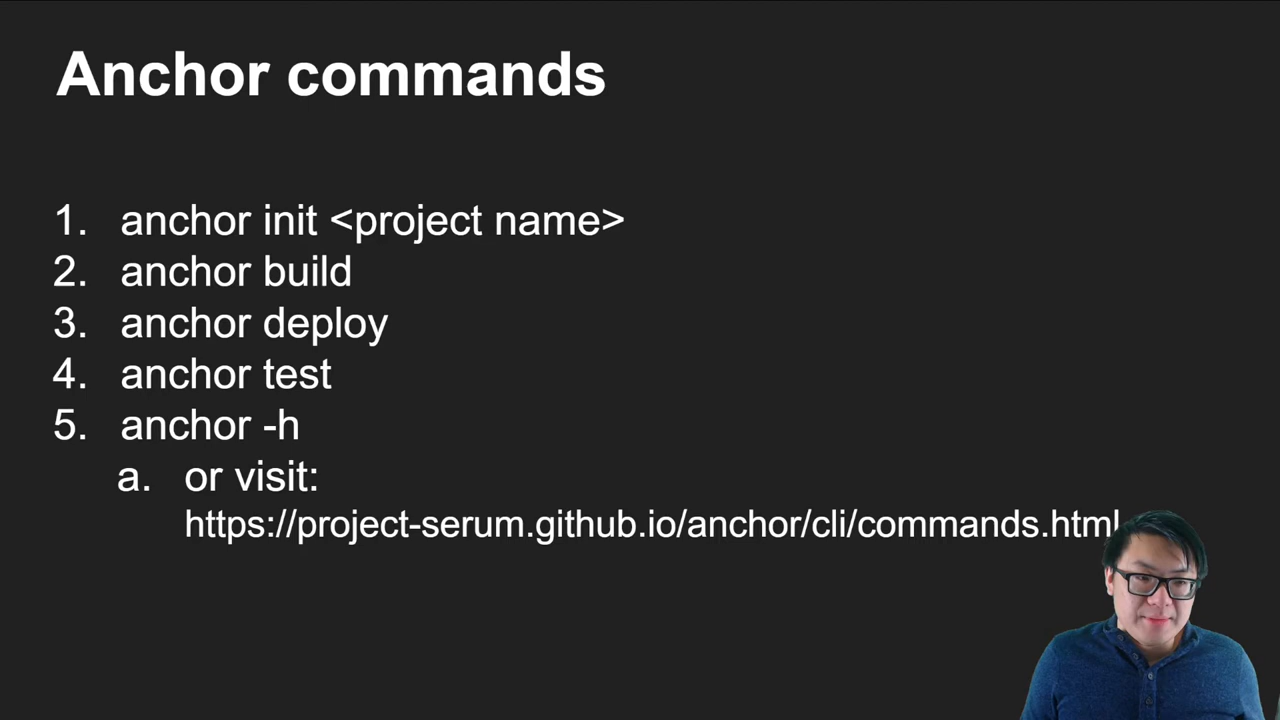 Anchor commands
1. anchor init <project name>
2. anchor build
3. anchor deploy
4. anchor test
5. anchor -h
a. or visit:
https://project-serum.github.io/anchor/cli/commands.html